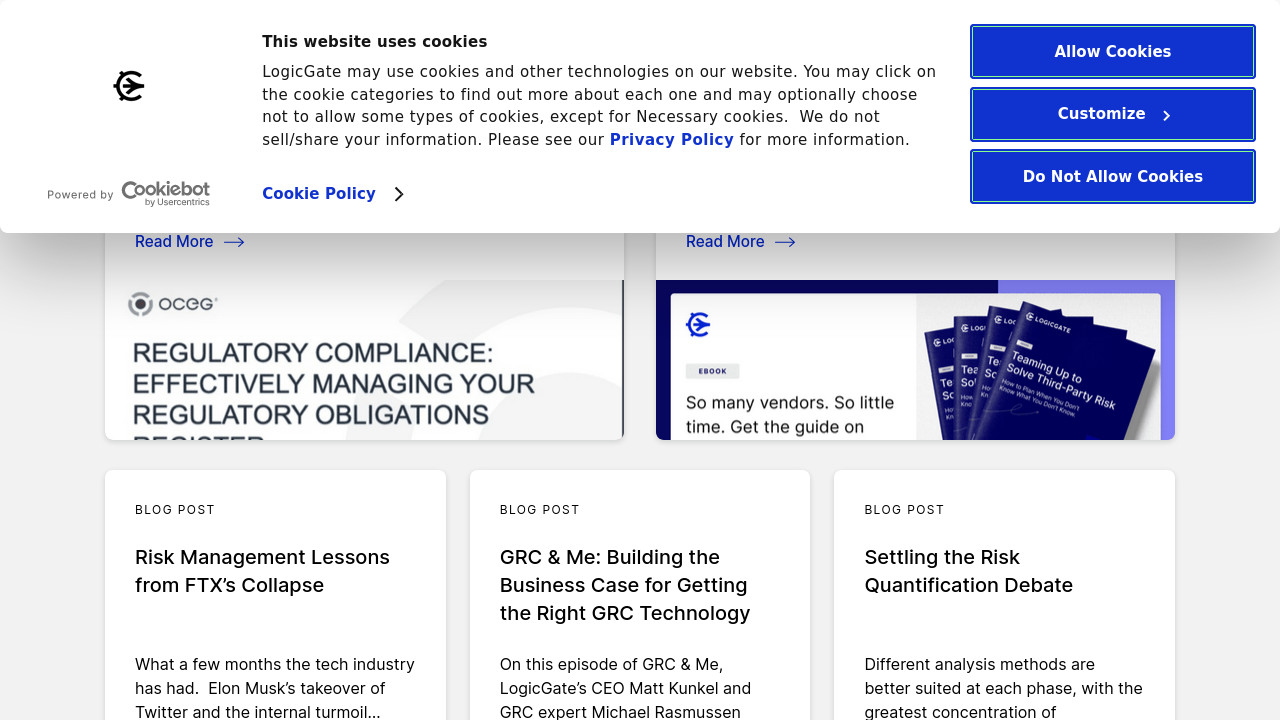 This website uses cookies
LogicGate may use cookies and other technologies on our website. You may click on
the cookie categories to find out more about each one and may optionally choose
not to allow some types of cookies, except for Necessary cookies.  We do not
sell/share your information. Please see our Privacy Policy for more information.
Cookie Policy
Powered by Cookiebot
by Usercentrics
Allow Cookies
Customize
Do Not Allow Cookies
Read More
Read More
OCEG
REGULATORY COMPLIANCE:
EFFECTIVELY MANAGING YOUR
REGULATORY OBLIGATIONS
REGISTER
EBOOK
So many vendors. So little
time. Get the guide on
LOGICGATE
Teaming Up to
Solve Third-Party Risk
How to Plan When You Don't
Know What You Don't Know.
BLOG POST
Risk Management Lessons
from FTX’s Collapse
What a few months the tech industry
has had.  Elon Musk’s takeover of
Twitter and the internal turmoil...
BLOG POST
GRC & Me: Building the
Business Case for Getting
the Right GRC Technology
On this episode of GRC & Me,
LogicGate’s CEO Matt Kunkel and
GRC expert Michael Rasmussen
BLOG POST
Settling the Risk
Quantification Debate
Different analysis methods are
better suited at each phase, with the
greatest concentration of